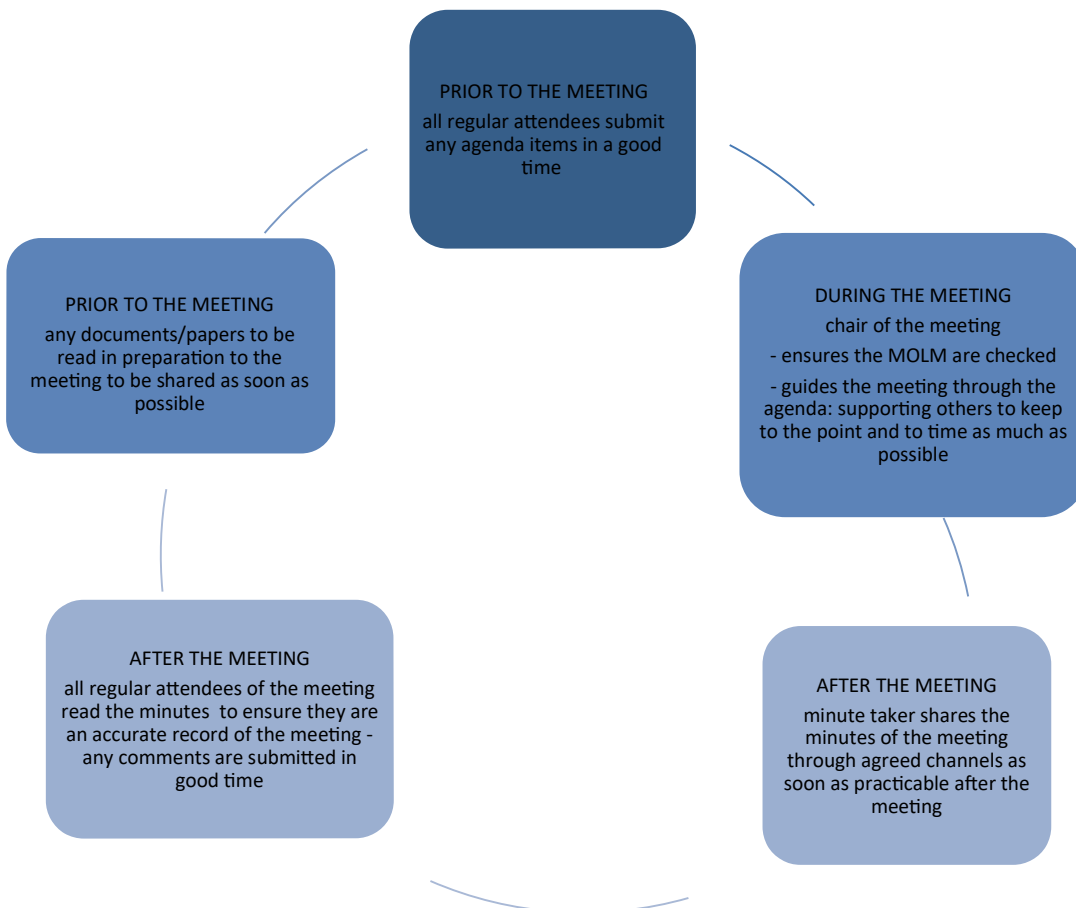 PRIOR TO THE MEETING
all regular attendees submit
any agenda items in a good
time
DURING THE MEETING
chair of the meeting
- ensures the MOLM are checked
- guides the meeting through the
agenda: supporting others to keep
to the point and to time as much as
possible
AFTER THE MEETING
minute taker shares the
minutes of the meeting
through agreed channels as
soon as practicable after the
meeting
AFTER THE MEETING
all regular attendees of the meeting
read the minutes  to ensure they are
an accurate record of the meeting -
any comments are submitted in
good time
PRIOR TO THE MEETING
any documents/papers to be
read in preparation to the
meeting to be shared as soon as
possible